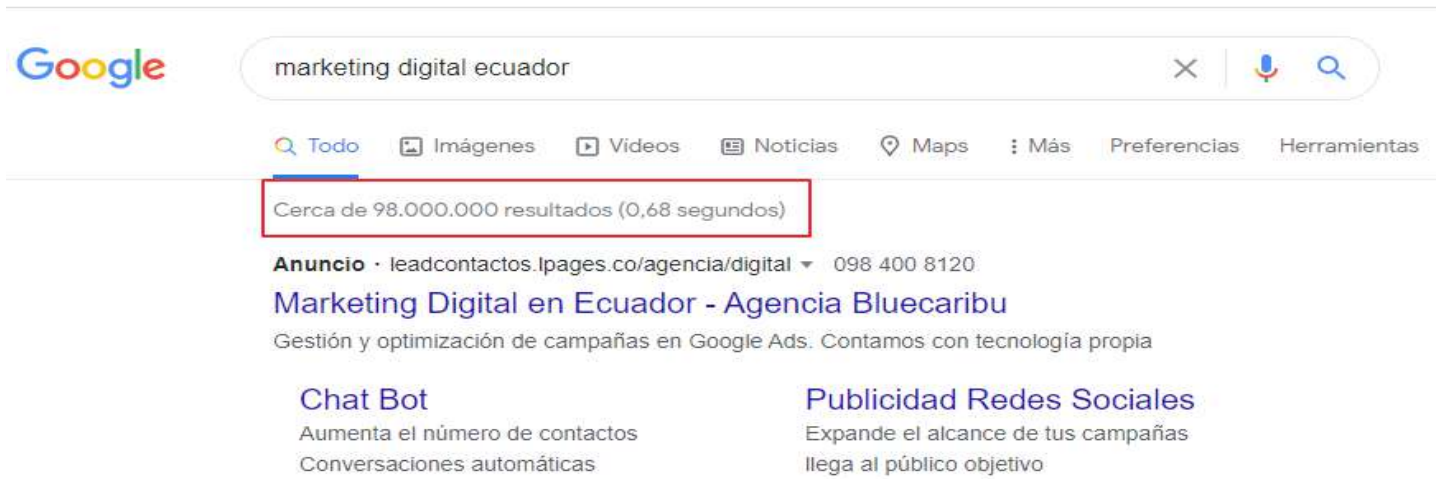 Google
marketing digital ecuador
Todo Imágenes Videos Noticias Maps Más Preferencias Herramientas
Cerca de 98.000.000 resultados (0,68 segundos)
Anuncio · leadcontactos.lpages.co/agencia/digital 098 400 8120
Marketing Digital en Ecuador - Agencia Bluecaribu
Gestión y optimización de campañas en Google Ads. Contamos con tecnología propia
Chat Bot
Aumenta el número de contactos
Conversaciones automáticas
Publicidad Redes Sociales
Expande el alcance de tus campañas
llega al público objetivo